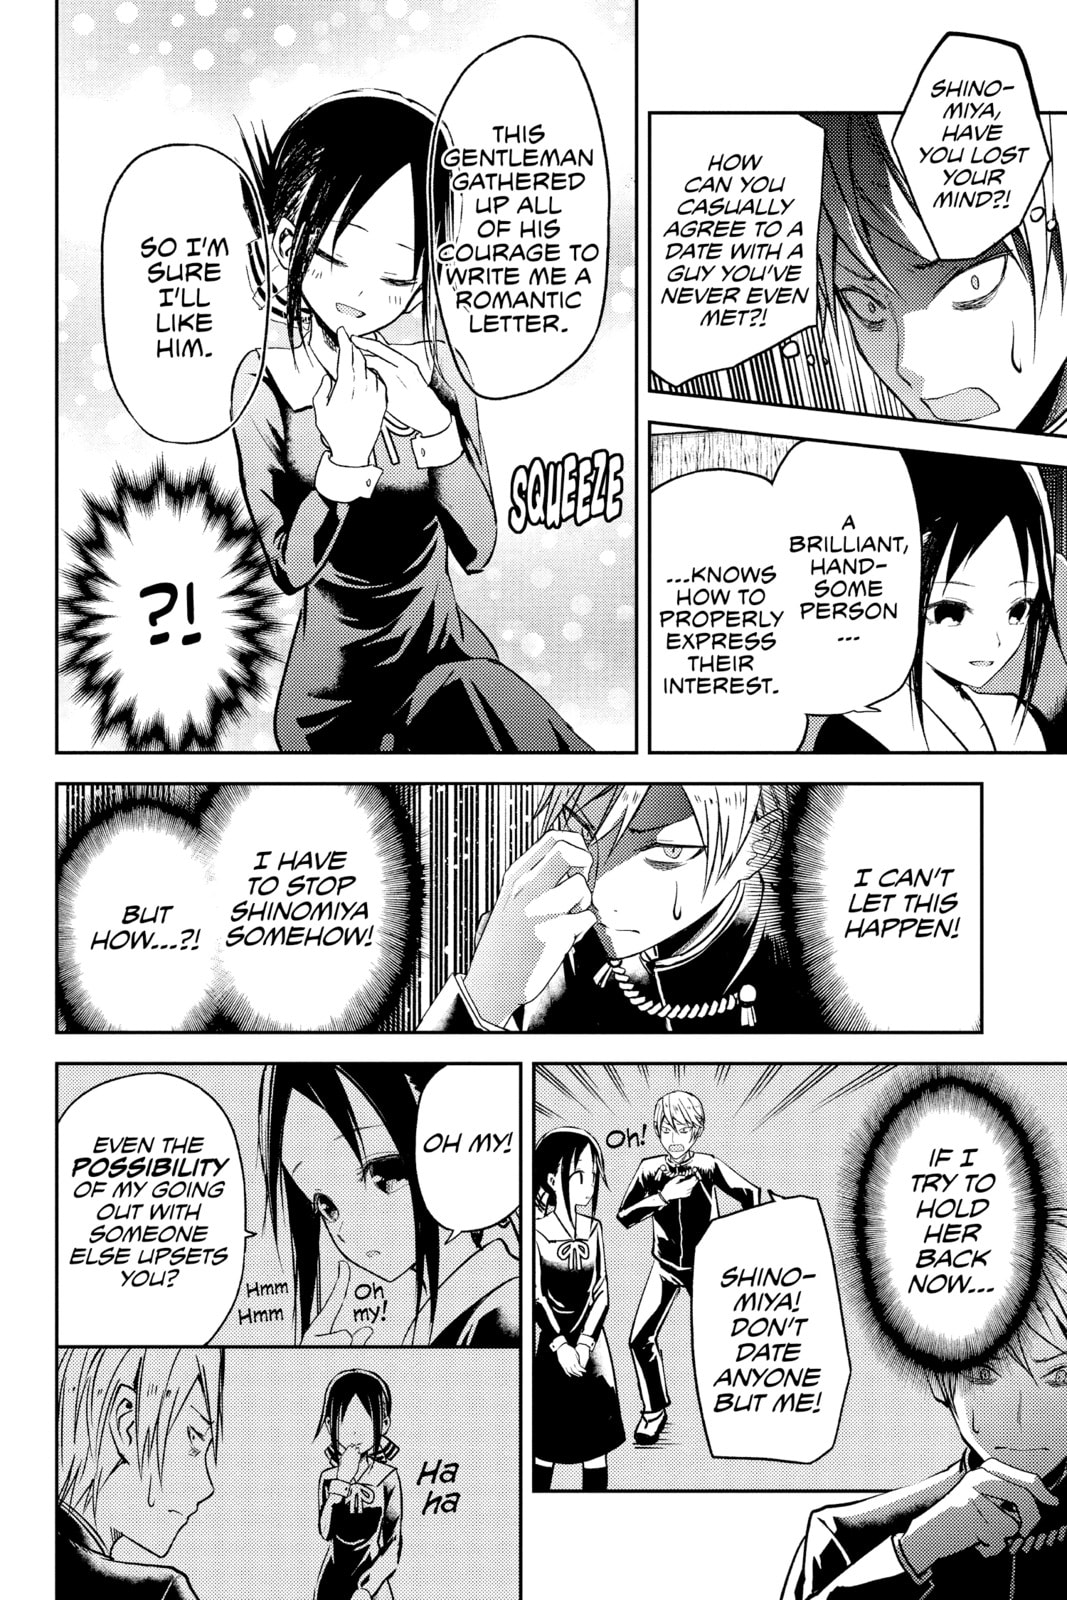 SHINO-
MIYA,
HAVE
YOU LOST
YOUR
MIND?!
HOW
CAN YOU
CASUALLY
AGREE TO A
DATE WITH A
GUY YOU'VE
NEVER EVEN
MET?!
A
BRILLIANT,
HAND-
SOME
PERSON
...
...KNOWS
HOW TO
PROPERLY
EXPRESS
THEIR
INTEREST.
THIS
GENTLEMAN
GATHERED
UP ALL
OF HIS
COURAGE TO
WRITE ME A
ROMANTIC
LETTER.
SO I'M
SURE
I'LL
LIKE
HIM.
SQUEEZE
?!
I CAN'T
LET THIS
HAPPEN!
I HAVE
TO STOP
SHINOMIYA
SOMEHOW!
BUT
HOW...?!
IF I
TRY TO
HOLD
HER
BACK
NOW...
Oh!
SHINO-
MIYA!
DON'T
DATE
ANYONE
BUT ME!
OH MY!
EVEN THE
POSSIBILITY
OF MY GOING
OUT WITH
SOMEONE
ELSE UPSETS
YOU?
Oh
my!
Hmm
Hmm
Ha
ha